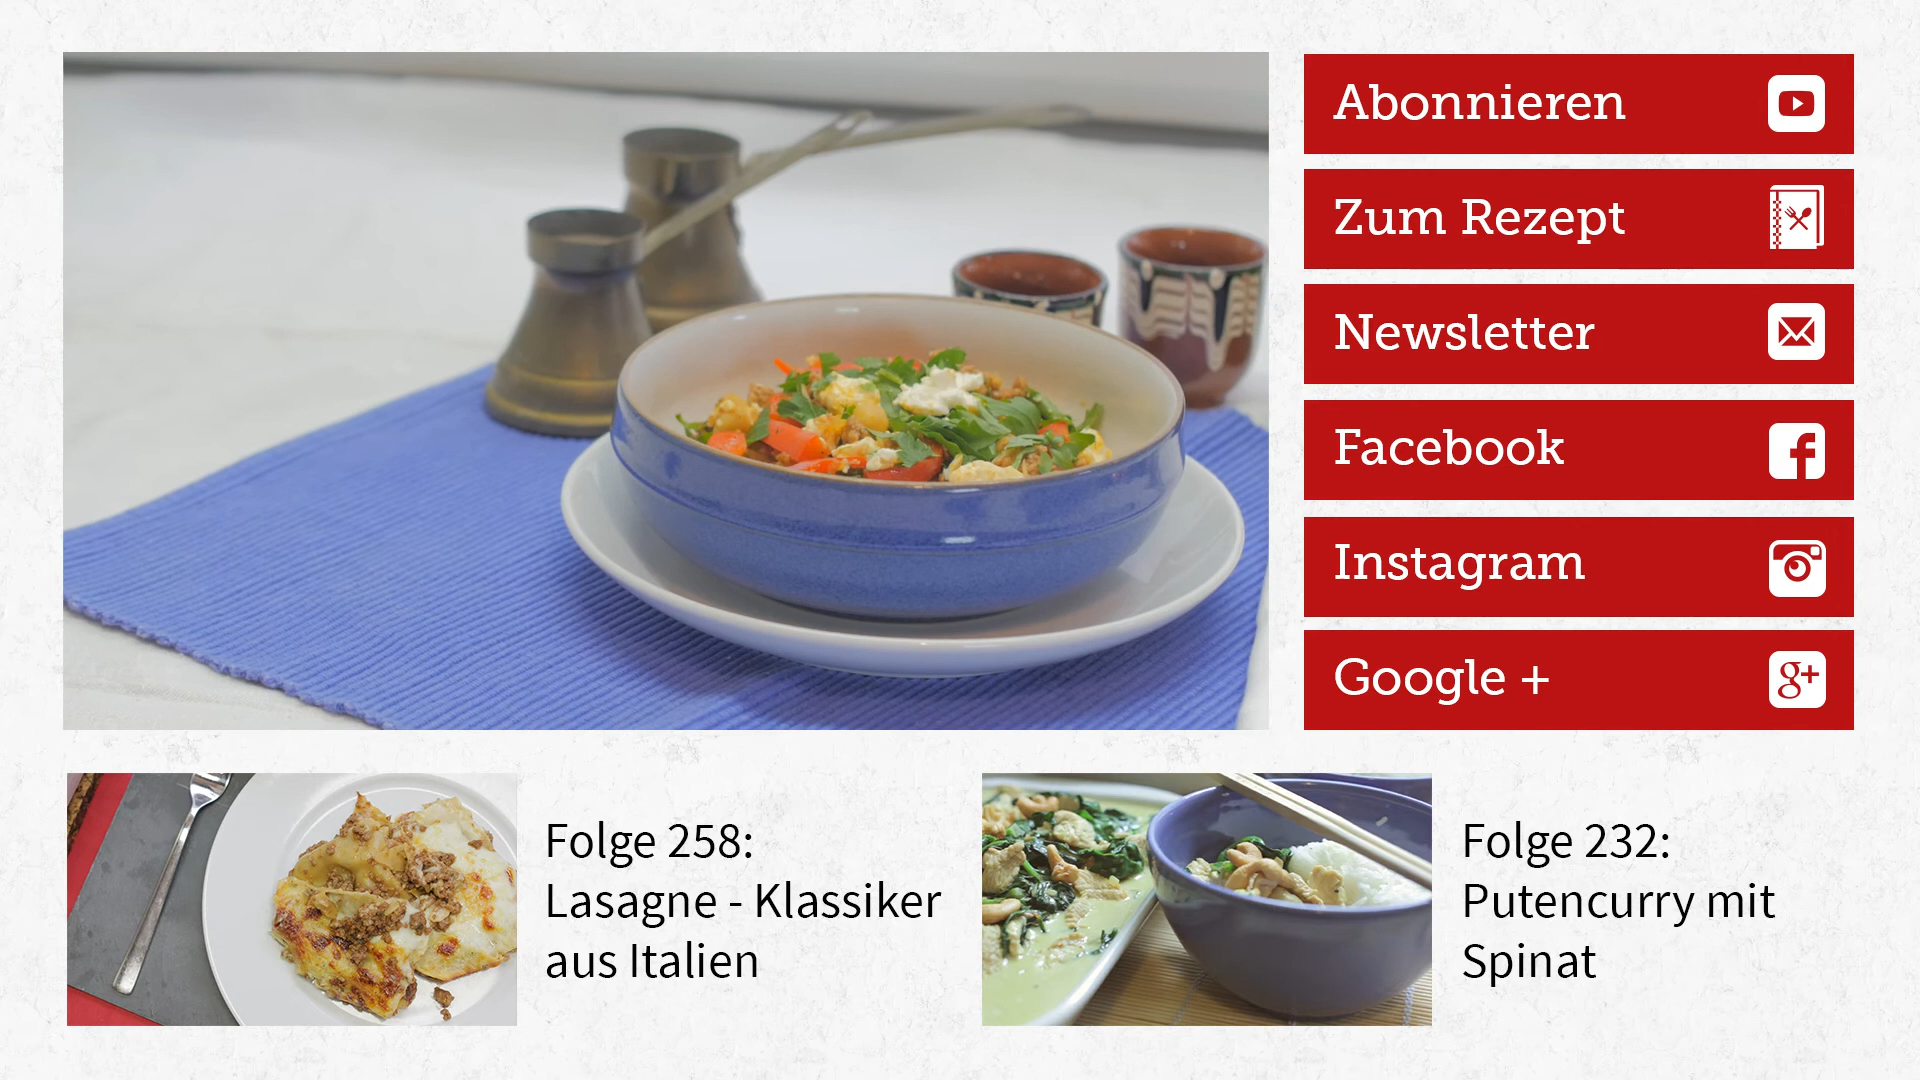 Abonnieren
Zum Rezept
Newsletter
Facebook
Instagram
Google +
g+
Folge 258:
Lasagne - Klassiker
aus Italien
Folge 232:
Putencurry mit
Spinat